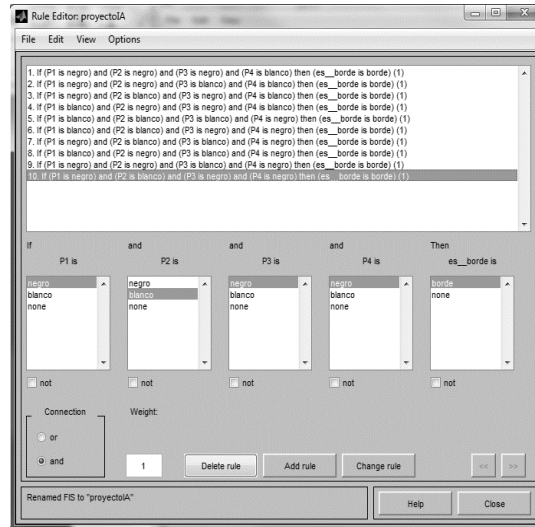 Rule Editor: proyectoIA
File Edit View Options
1. If (P1 is negro) and (P2 is negro) and (P3 is negro) and (P4 is blanco) then (es__borde is borde) (1)
2. If (P1 is negro) and (P2 is negro) and (P3 is blanco) and (P4 is negro) then (es__borde is borde) (1)
3. If (P1 is negro) and (P2 is negro) and (P3 is blanco) and (P4 is blanco) then (es__borde is borde) (1)
4. If (P1 is blanco) and (P2 is negro) and (P3 is blanco) and (P4 is blanco) then (es__borde is borde) (1)
5. If (P1 is blanco) and (P2 is blanco) and (P3 is blanco) and (P4 is negro) then (es__borde is borde) (1)
6. If (P1 is blanco) and (P2 is blanco) and (P3 is negro) and (P4 is blanco) then (es__borde is borde) (1)
7. If (P1 is negro) and (P2 is blanco) and (P3 is negro) and (P4 is blanco) then (es__borde is borde) (1)
8. If (P1 is blanco) and (P2 is negro) and (P3 is blanco) and (P4 is negro) then (es__borde is borde) (1)
9. If (P1 is blanco) and (P2 is negro) and (P3 is negro) and (P4 is negro) then (es__borde is borde) (1)
10. If (P1 is negro) and (P2 is blanco) and (P3 is negro) and (P4 is negro) then (es__borde is borde) (1)
If and and and Then
P1 is P2 is P3 is P4 is es__borde is
negro negro negro negro borde
blanco blanco blanco blanco none
none none none none
not not not not not
Connection Weight:
or
and 1 Delete rule Add rule Change rule << >>
Renamed FIS to "proyectoIA" Help Close